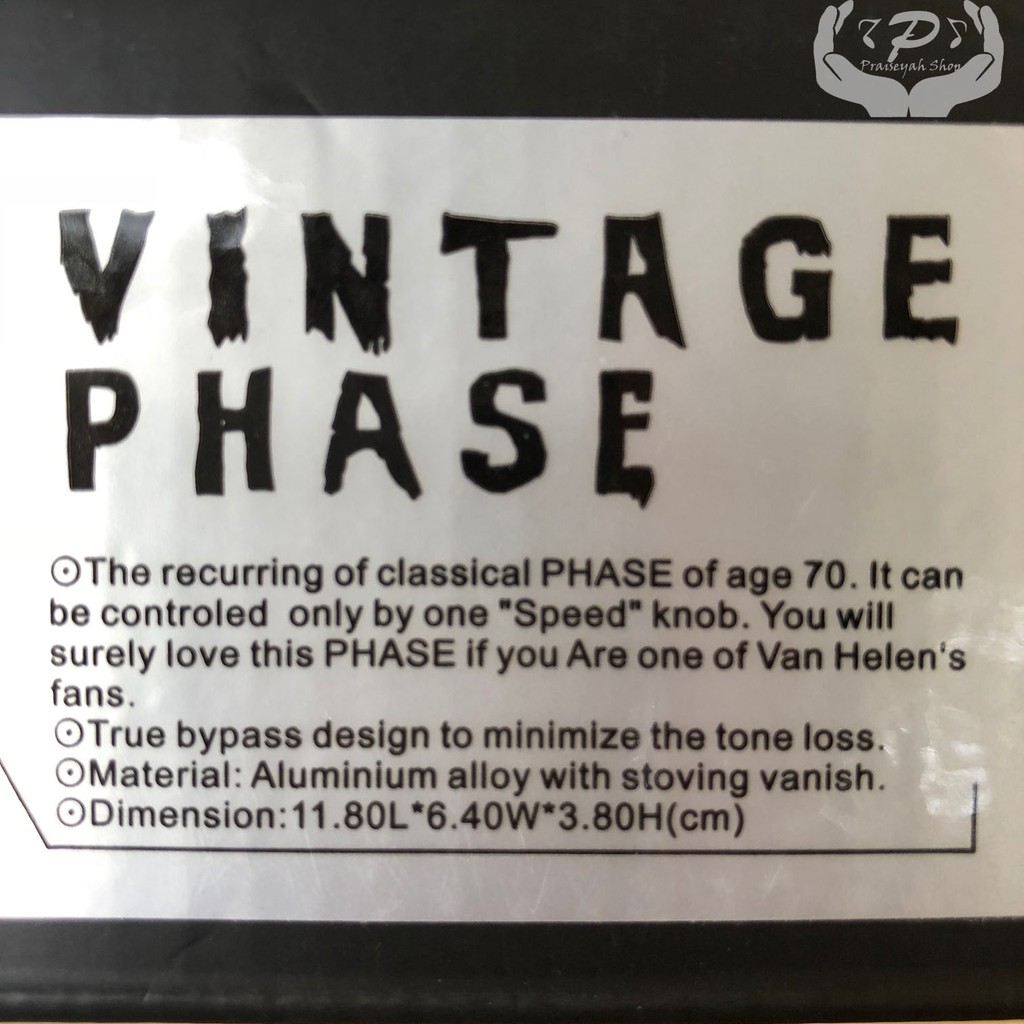 P
Praiseyah Shop
VINTAGE
PHASE
⊙The recurring of classical PHASE of age 70. It can
be controled only by one "Speed" knob. You will
surely love this PHASE if you Are one of Van Helen's
fans.
⊙True bypass design to minimize the tone loss.
⊙Material: Aluminium alloy with stoving vanish.
⊙Dimension:11.80L*6.40W*3.80H(cm)